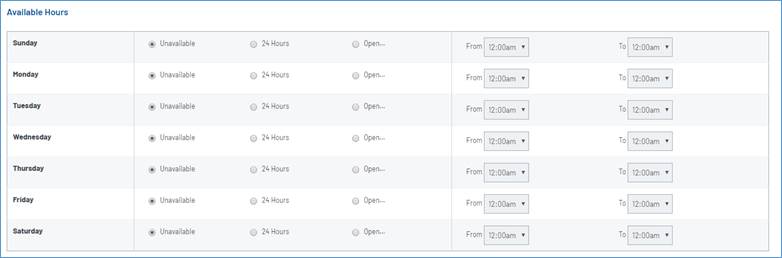 Available Hours
Sunday Unavailable 24 Hours Open... From 12:00am To 12:00am
Monday Unavailable 24 Hours Open... From 12:00am To 12:00am
Tuesday Unavailable 24 Hours Open... From 12:00am To 12:00am
Wednesday Unavailable 24 Hours Open... From 12:00am To 12:00am
Thursday Unavailable 24 Hours Open... From 12:00am To 12:00am
Friday Unavailable 24 Hours Open... From 12:00am To 12:00am
Saturday Unavailable 24 Hours Open... From 12:00am To 12:00am